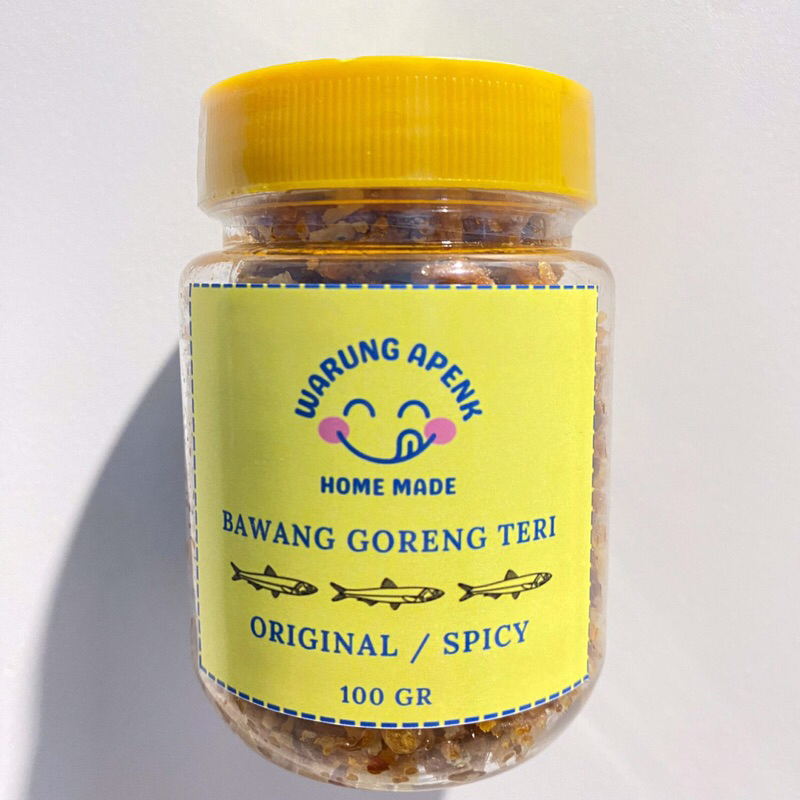 WARUNG APENK
HOME MADE
BAWANG GORENG TERI
ORIGINAL / SPICY
100 GR